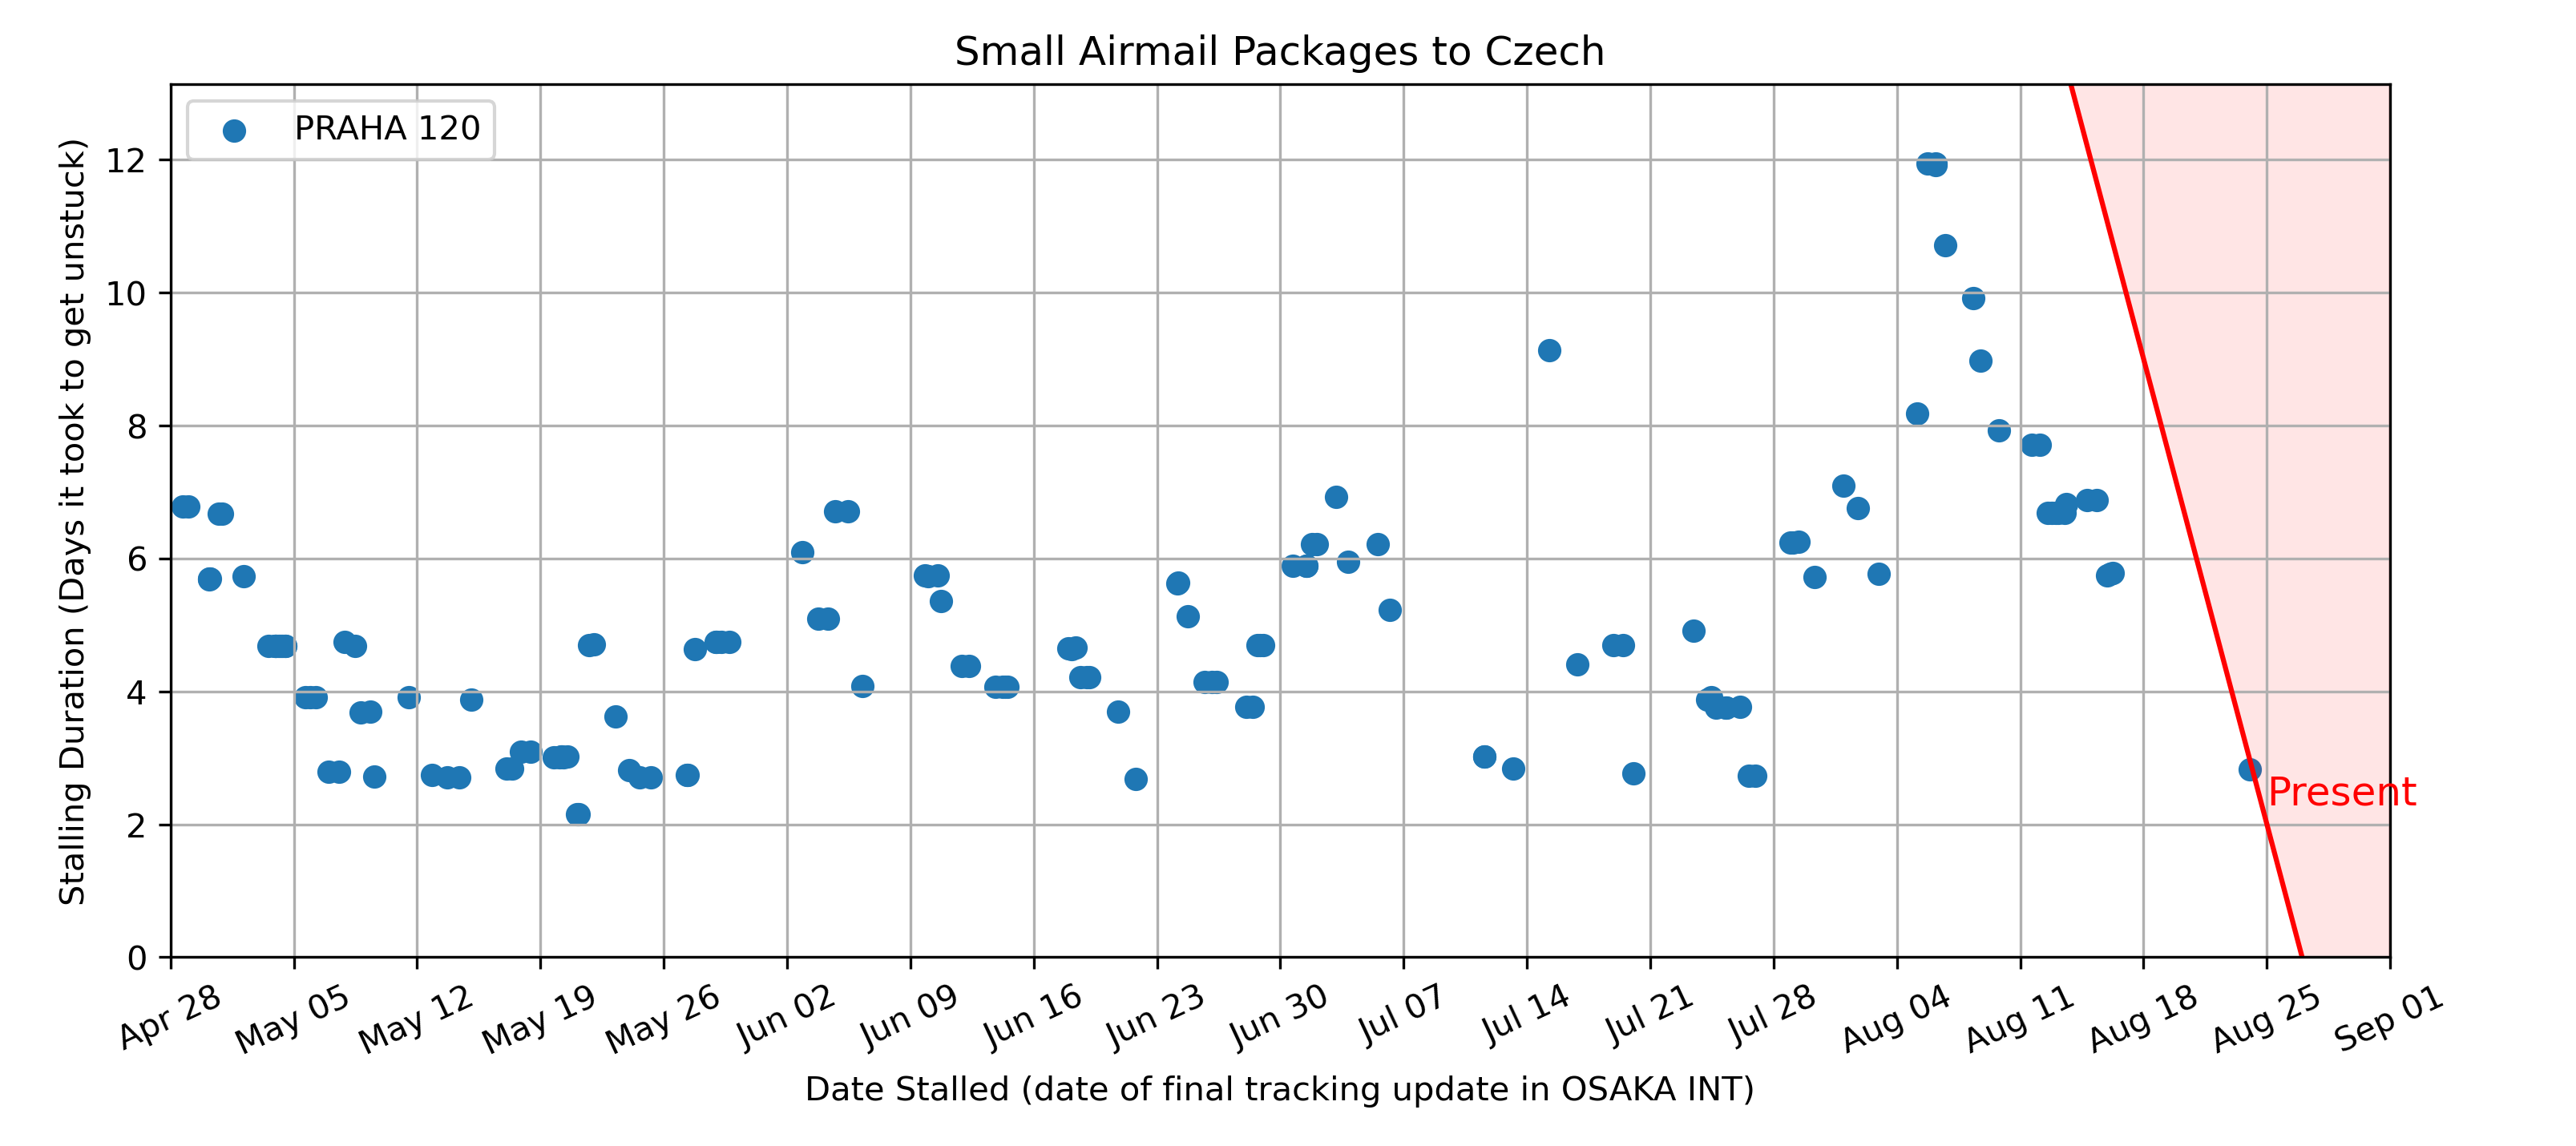 Small Airmail Packages to Czech
PRAHA 120
Stalling Duration (Days it took to get unstuck)
12
10
8
6
4
2
0
Present
Apr 28
May 05
May 12
May 19
May 26
Jun 02
Jun 09
Jun 16
Jun 23
Jun 30
Jul 07
Jul 14
Jul 21
Jul 28
Aug 04
Aug 11
Aug 18
Aug 25
Sep 01
Date Stalled (date of final tracking update in OSAKA INT)